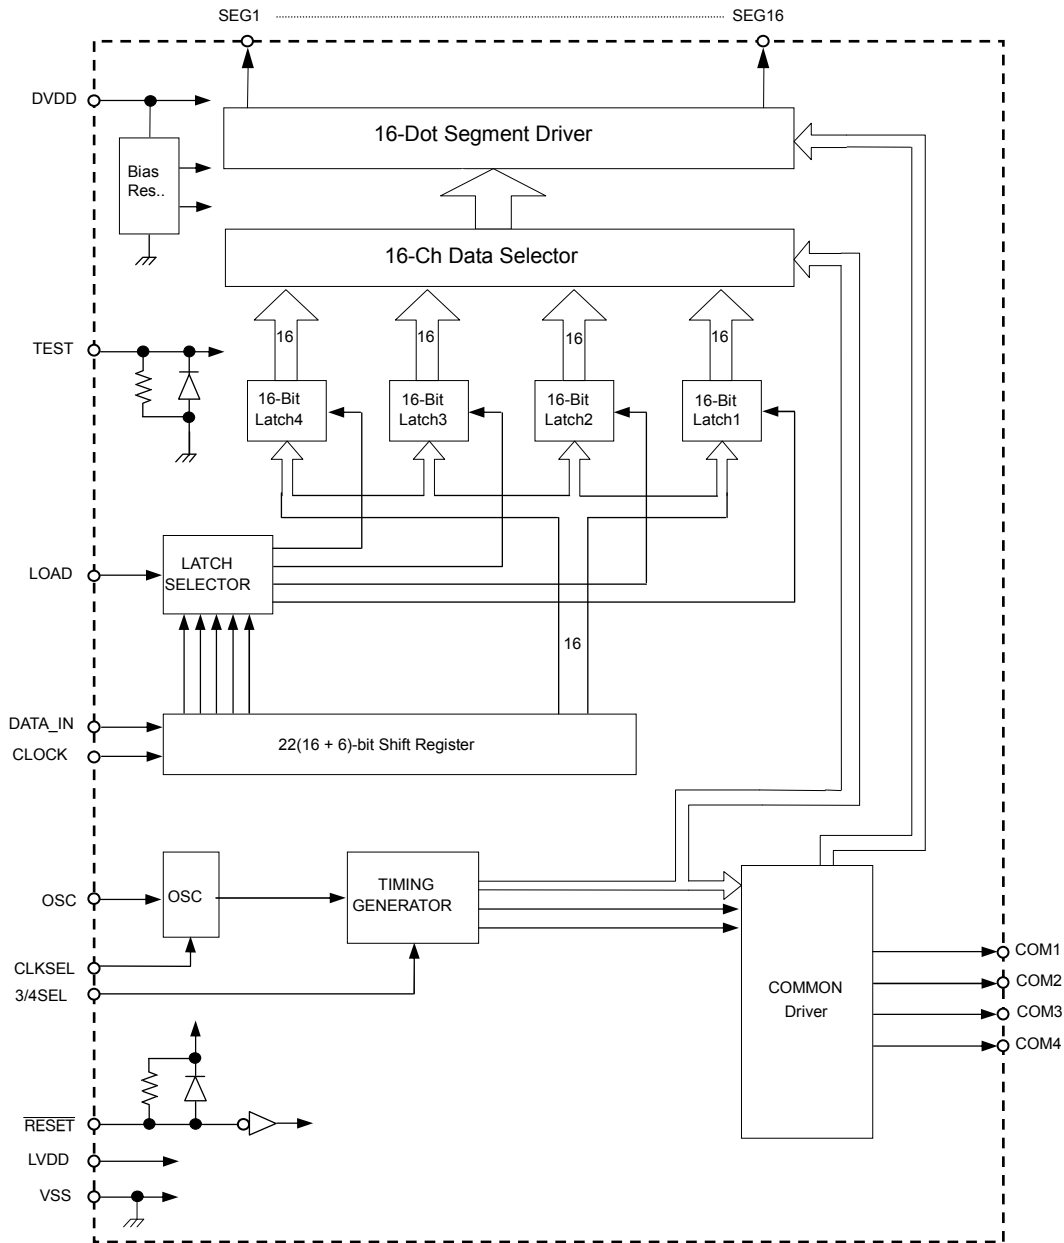 SEG1 SEG16
DVDD
16-Dot Segment Driver
Bias
Res..
16-Ch Data Selector
16 16 16 16
TEST
16-Bit
Latch4
16-Bit
Latch3
16-Bit
Latch2
16-Bit
Latch1
LOAD
LATCH
SELECTOR
16
DATA_IN
CLOCK
22(16 + 6)-bit Shift Register
OSC
OSC
TIMING
GENERATOR
CLKSEL
3/4SEL
COMMON
Driver
COM1
COM2
COM3
COM4
RESET
LVDD
VSS